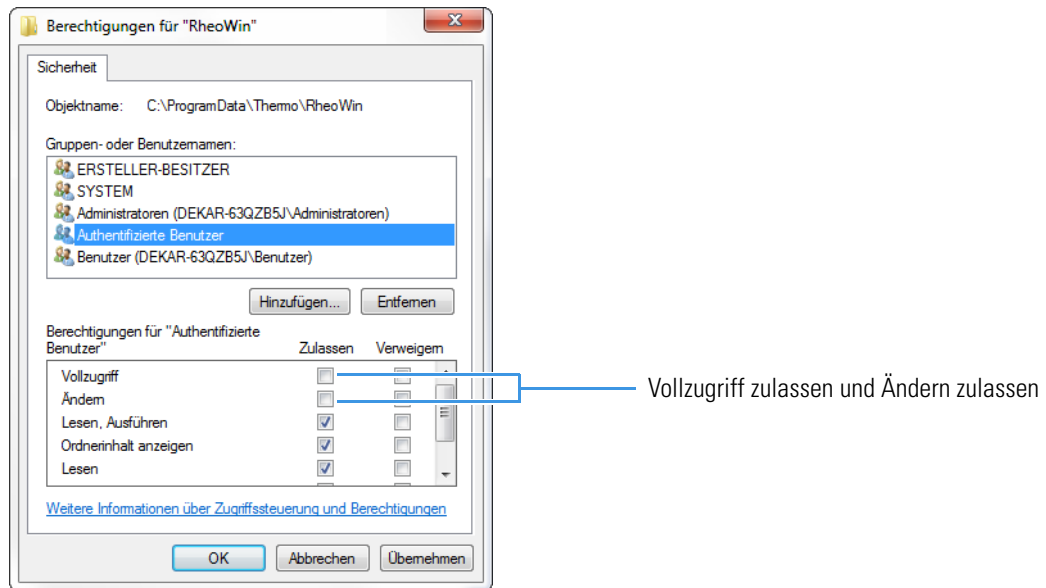 Berechtigungen für "RheoWin"
X
Sicherheit
Objektname: C:\ProgramData\Thermo\RheoWin
Gruppen- oder Benutzernamen:
ERSTELLER-BESITZER
SYSTEM
Administratoren (DEKAR-63QZB5J\Administratoren)
Authentifizierte Benutzer
Benutzer (DEKAR-63QZB5J\Benutzer)
Hinzufügen... Entfernen
Berechtigungen für "Authentifizierte
Benutzer" Zulassen Verweigern
Vollzugriff
Ändern
Lesen, Ausführen
Ordnerinhalt anzeigen
Lesen
Vollzugriff zulassen und Ändern zulassen
Weitere Informationen über Zugriffssteuerung und Berechtigungen
OK Abbrechen Übernehmen